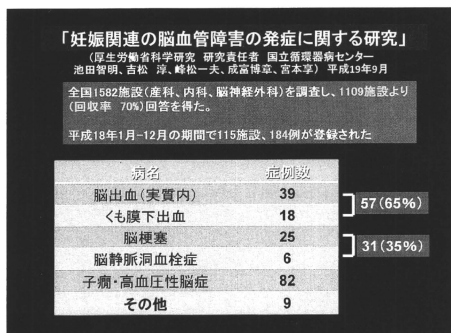 「妊娠関連の脳血管障害の発症に関する研究」
(厚生労働省科学研究 研究責任者 国立循環器病センター
池田智明、吉松 淳、峰松一夫、成富博章、宮本享) 平成19年9月
全国1582施設(産科、内科、脳神経外科)を調査し、1109施設より
(回収率 70%)回答を得た。
平成18年1月-12月の期間で115施設、184例が登録された
病名 症例数
脳出血(実質内) 39
くも膜下出血 18
57(65%)
脳梗塞 25
脳静脈洞血栓症 6
31(35%)
子癇・高血圧性脳症 82
その他 9